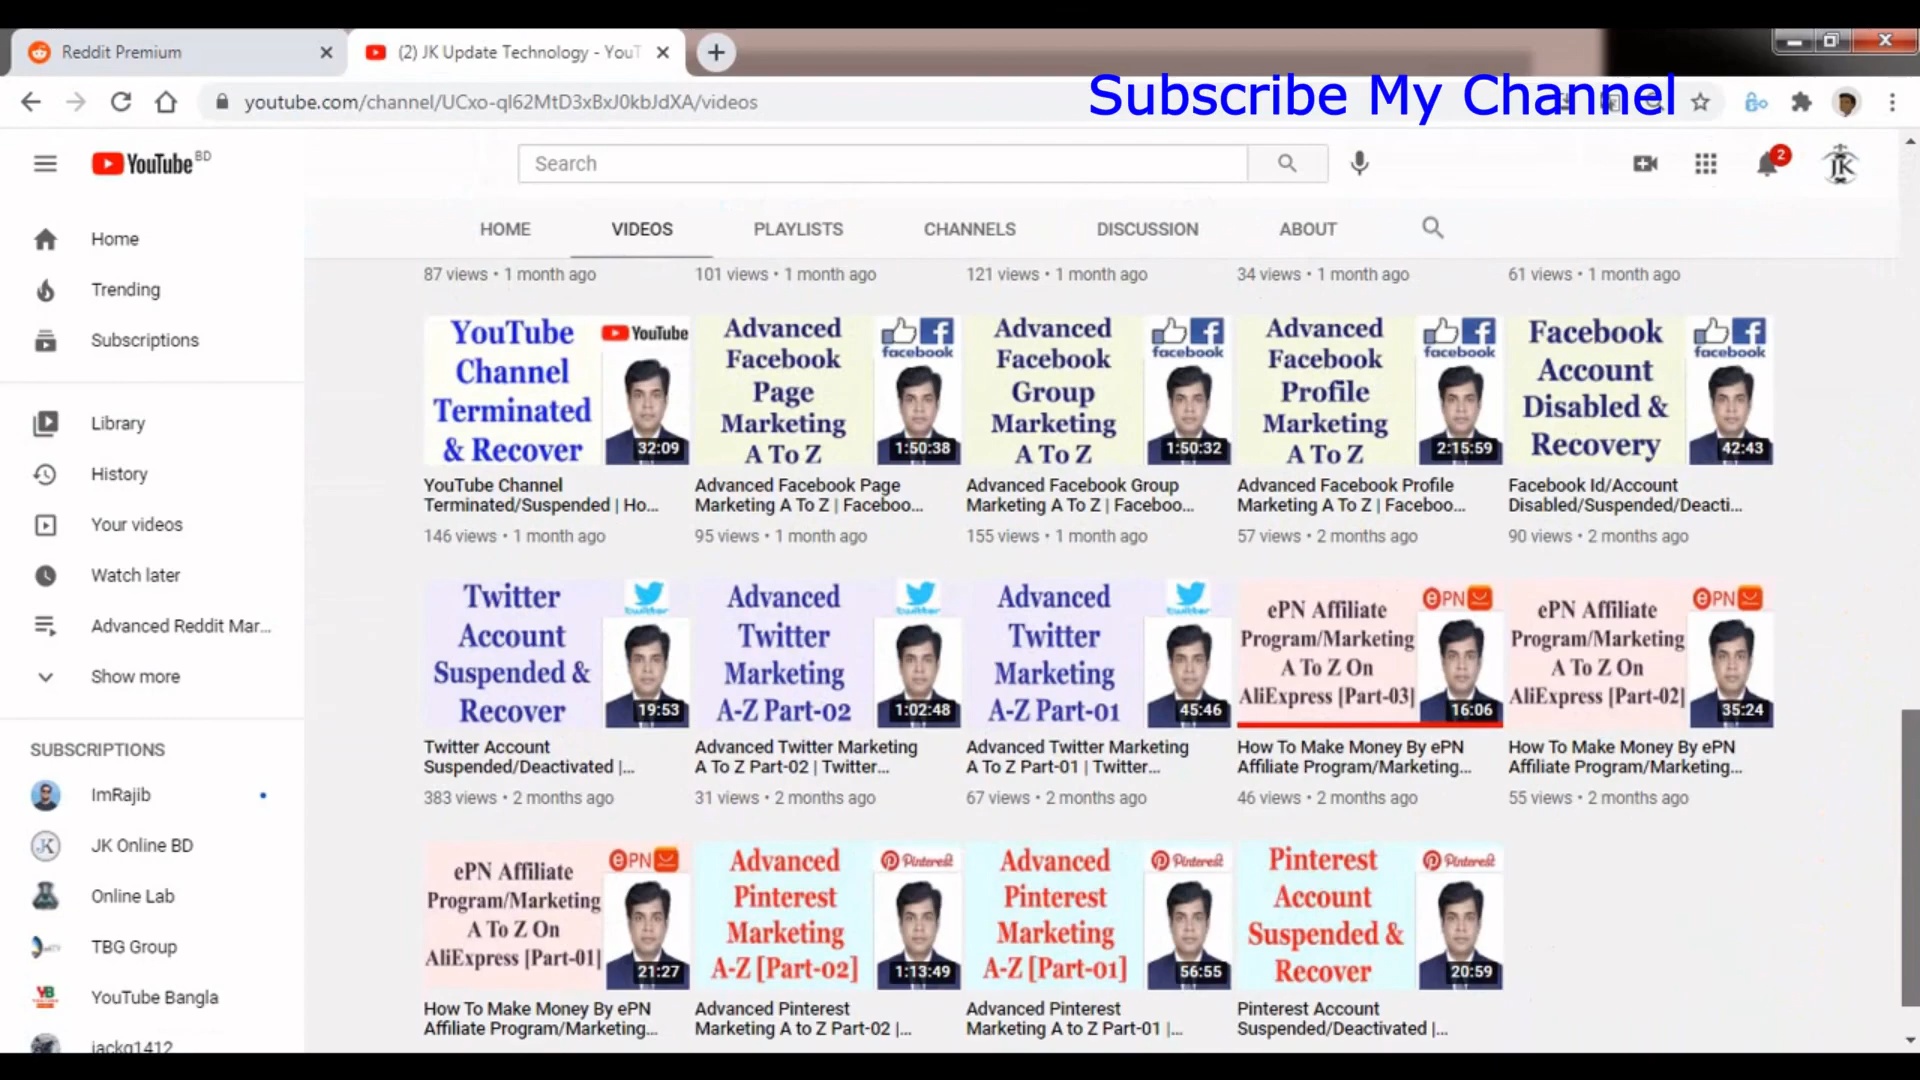 Reddit Premium
(2) JK Update Technology - YouT
youtube.com/channel/UCxo-ql62MtD3xBxJ0kbJdXA/videos
Subscribe My Channel
YouTube BD
Search
2
JK
HOME VIDEOS PLAYLISTS CHANNELS DISCUSSION ABOUT
Home
Trending
Subscriptions
Library
History
Your videos
Watch later
Advanced Reddit Mar...
Show more
SUBSCRIPTIONS
ImRajib
JK Online BD
Online Lab
TBG Group
YouTube Bangla
jackg1412
87 views • 1 month ago
101 views • 1 month ago
121 views • 1 month ago
34 views • 1 month ago
61 views • 1 month ago
YouTube
Channel
Terminated
& Recover
YouTube
32:09
YouTube Channel
Terminated/Suspended | Ho...
146 views • 1 month ago
Advanced
Facebook
Page
Marketing
A To Z
facebook
1:50:38
Advanced Facebook Page
Marketing A To Z | Faceboo...
95 views • 1 month ago
Advanced
Facebook
Group
Marketing
A To Z
facebook
1:50:32
Advanced Facebook Group
Marketing A To Z | Faceboo...
155 views • 1 month ago
Advanced
Facebook
Profile
Marketing
A To Z
facebook
2:15:59
Advanced Facebook Profile
Marketing A To Z | Faceboo...
57 views • 2 months ago
Facebook
Account
Disabled &
Recovery
facebook
42:43
Facebook Id/Account
Disabled/Suspended/Deacti...
90 views • 2 months ago
Twitter
Account
Suspended &
Recover
twitter
19:53
Twitter Account
Suspended/Deactivated |...
383 views • 2 months ago
Advanced
Twitter
Marketing
A-Z Part-02
twitter
1:02:48
Advanced Twitter Marketing
A To Z Part-02 | Twitter...
31 views • 2 months ago
Advanced
Twitter
Marketing
A-Z Part-01
twitter
45:46
Advanced Twitter Marketing
A To Z Part-01 | Twitter...
67 views • 2 months ago
ePN Affiliate
Program/Marketing
A To Z On
AliExpress [Part-03]
ePN
16:06
How To Make Money By ePN
Affiliate Program/Marketing...
46 views • 2 months ago
ePN Affiliate
Program/Marketing
A To Z On
AliExpress [Part-02]
ePN
35:24
How To Make Money By ePN
Affiliate Program/Marketing...
55 views • 2 months ago
ePN Affiliate
Program/Marketing
A To Z On
AliExpress [Part-01]
ePN
21:27
How To Make Money By ePN
Affiliate Program/Marketing...
Advanced
Pinterest
Marketing
A-Z [Part-02]
Pinterest
1:13:49
Advanced Pinterest
Marketing A to Z Part-02 |...
Advanced
Pinterest
Marketing
A-Z [Part-01]
Pinterest
56:55
Advanced Pinterest
Marketing A to Z Part-01 |...
Pinterest
Account
Suspended &
Recover
Pinterest
20:59
Pinterest Account
Suspended/Deactivated |...